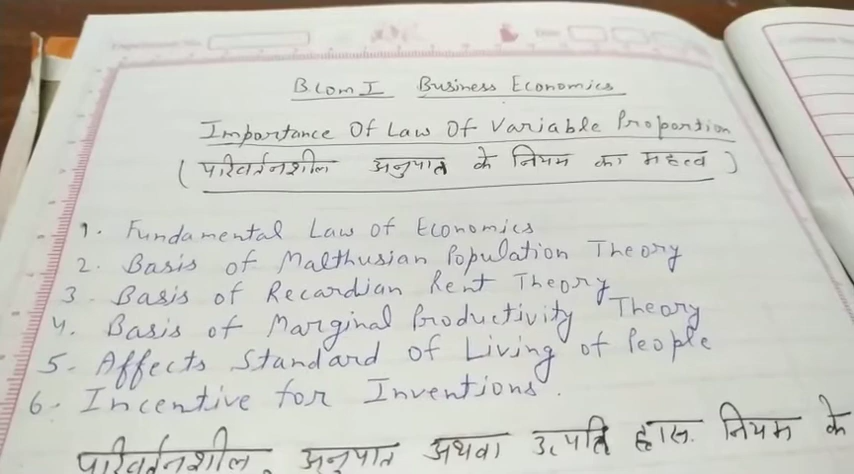 B.Com I Business Economics
Importance Of Law Of Variable Proportion
(परिवर्तनशील अनुपात के नियम का महत्व)
1. Fundamental Law of Economics
2. Basis of Malthusian Population Theory
3. Basis of Recardian Rent Theory
4. Basis of Marginal Productivity Theory
5- Affects Standard of Living of People
6- Incentive for Inventions.
परिवर्तनशील अनुपात अथवा उत्पत्ति ह्रास नियम के